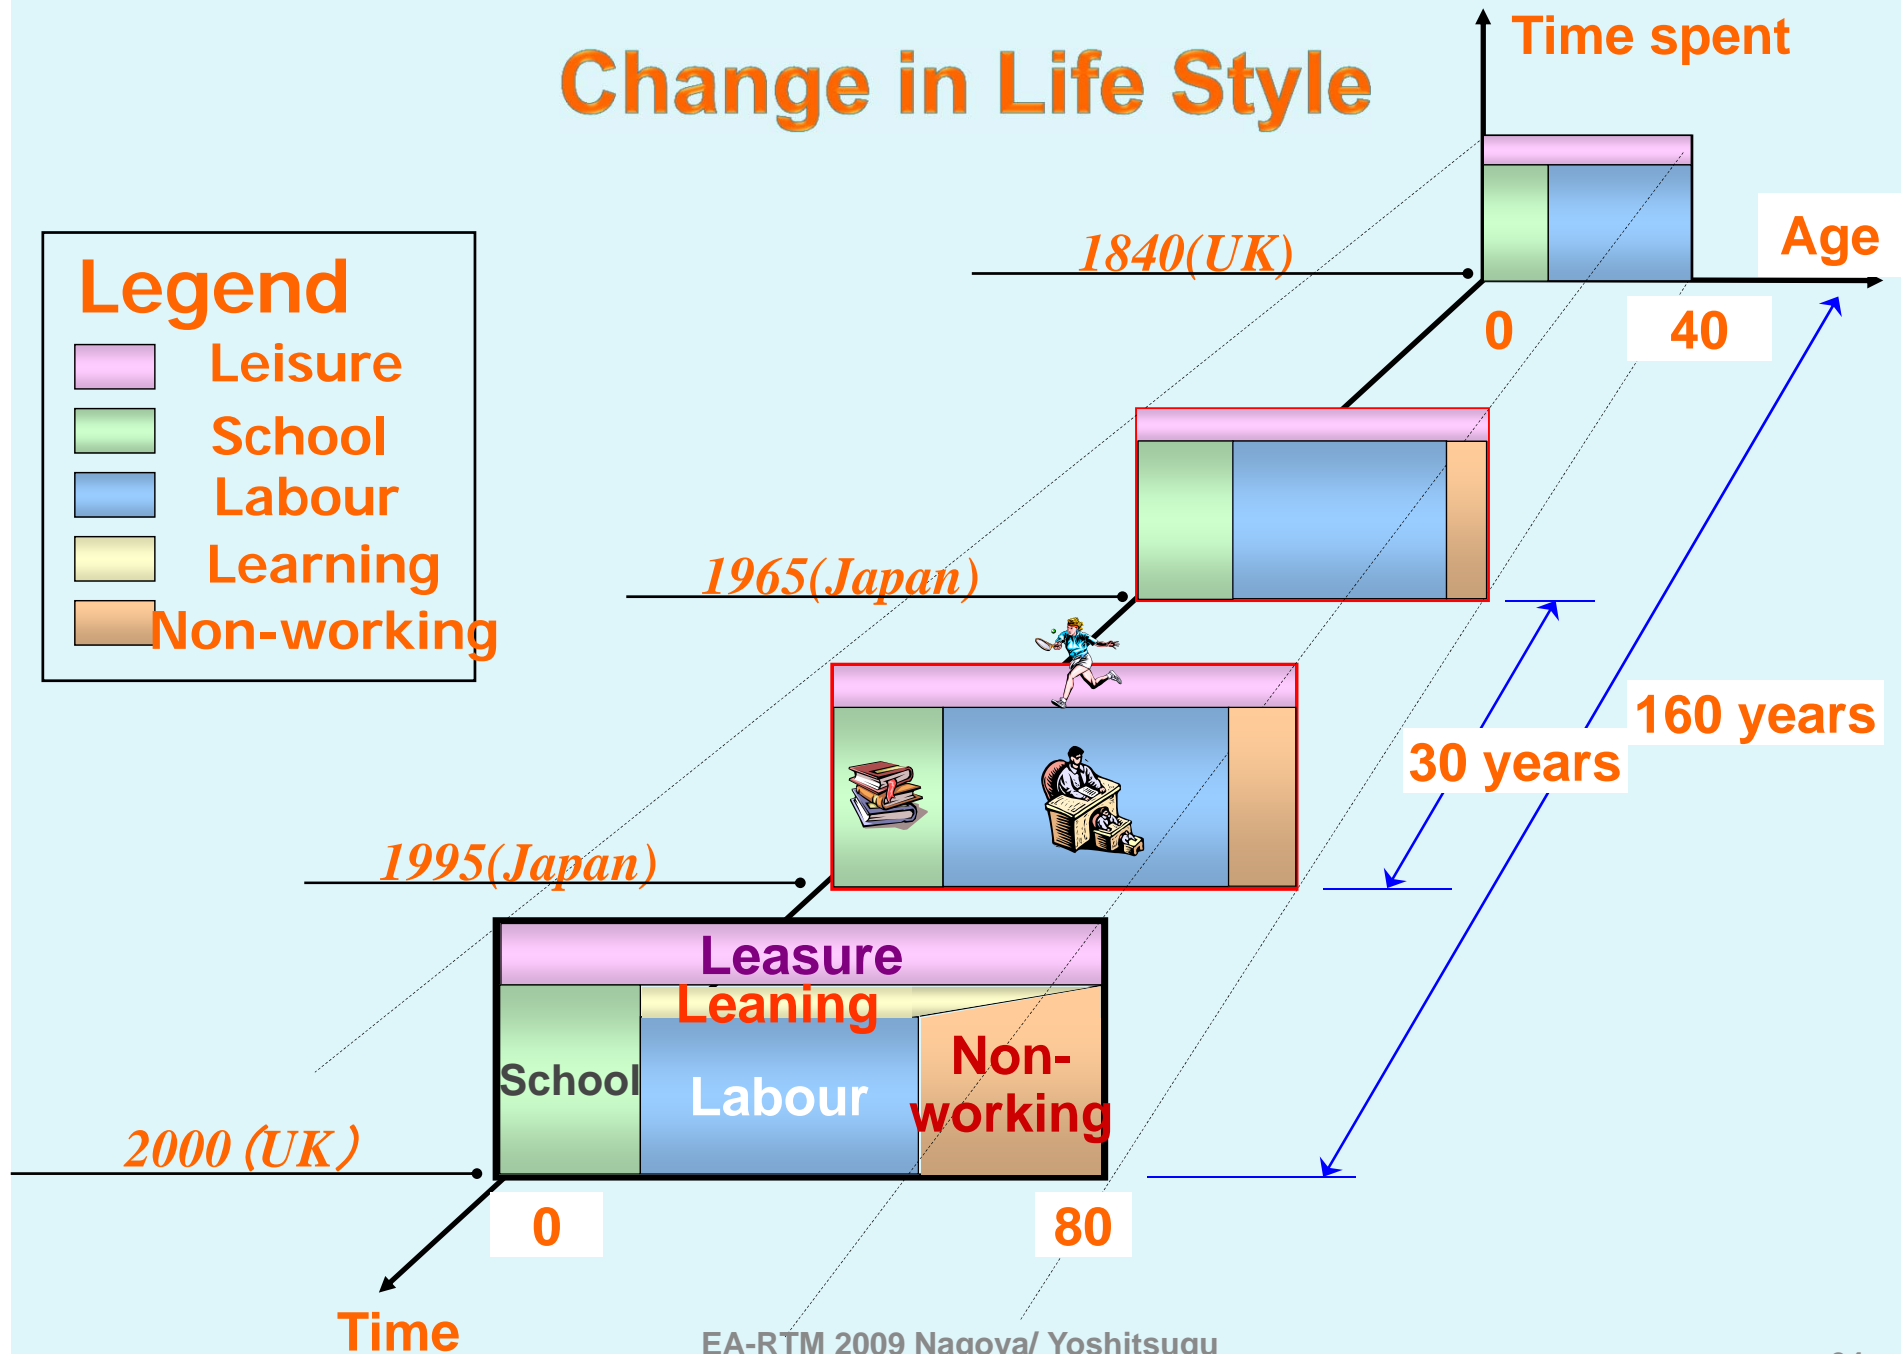 Change in Life Style
Time spent
Age
1840(UK)
0
40
Legend
Leisure
School
Labour
Learning
Non-working
1965(Japan)
160 years
30 years
1995(Japan)
Leasure
Leaning
School
Labour
Non-
working
2000 (UK)
0
80
Time
EA-RTM 2009 Nagoya/ Yoshitsugu